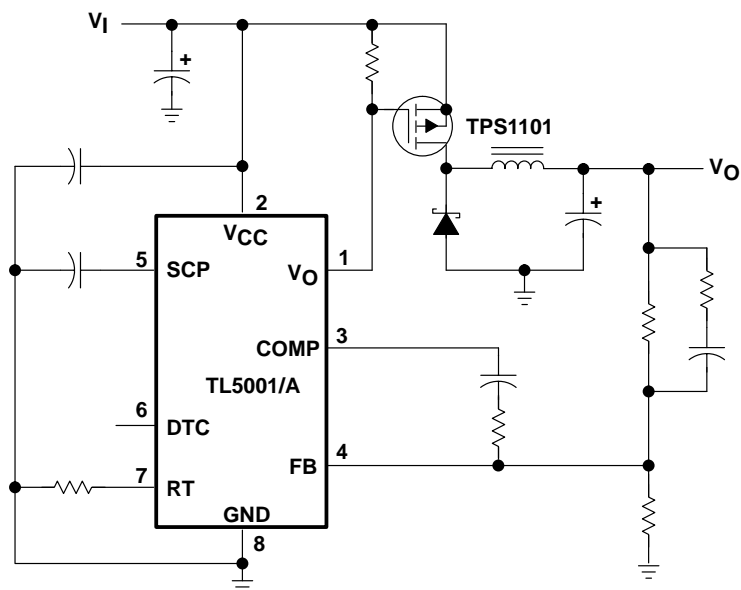 V_I
+
TPS1101
V_O
+
2
V_CC
5
SCP
1
V_O
3
COMP
TL5001/A
6
DTC
4
FB
7
RT
GND
8